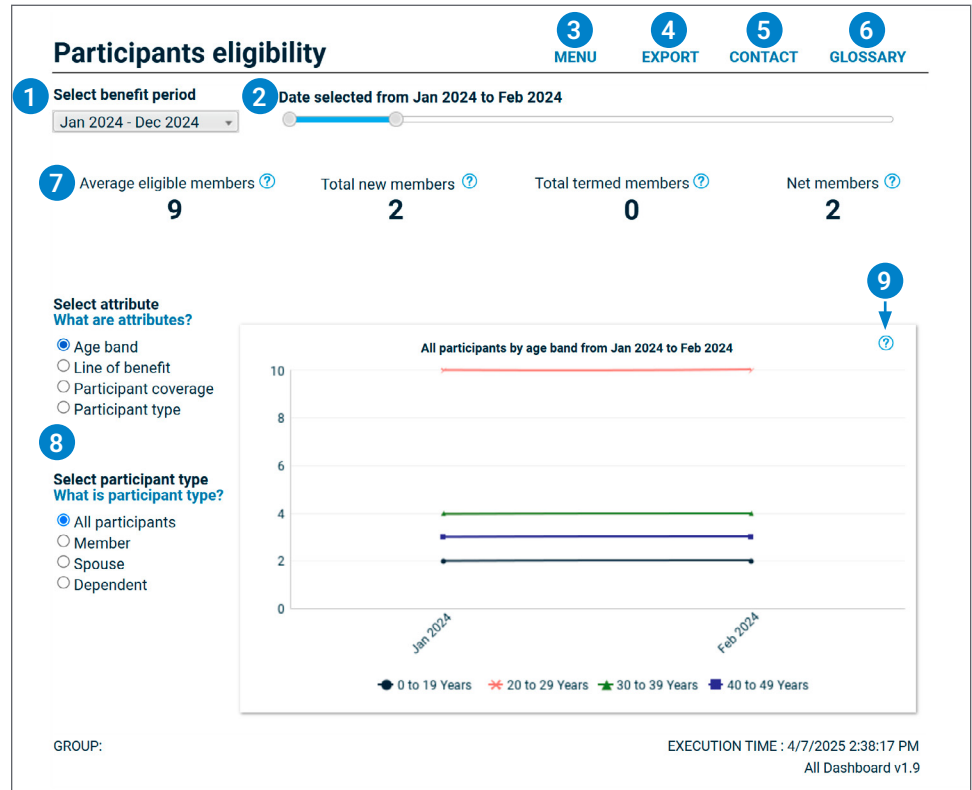 3 4 5 6
Participants eligibility MENU EXPORT CONTACT GLOSSARY
1 Select benefit period 2 Date selected from Jan 2024 to Feb 2024
Jan 2024 - Dec 2024
7 Average eligible members ? Total new members ? Total termed members ? Net members ?
9 2 0 2
9
Select attribute
What are attributes?
Age band
Line of benefit
Participant coverage
Participant type
8
Select participant type
What is participant type?
All participants
Member
Spouse
Dependent
All participants by age band from Jan 2024 to Feb 2024 ?
10
8
6
4
2
0
Jan 2024 Feb 2024
0 to 19 Years 20 to 29 Years 30 to 39 Years 40 to 49 Years
GROUP: EXECUTION TIME : 4/7/2025 2:38:17 PM
All Dashboard v1.9